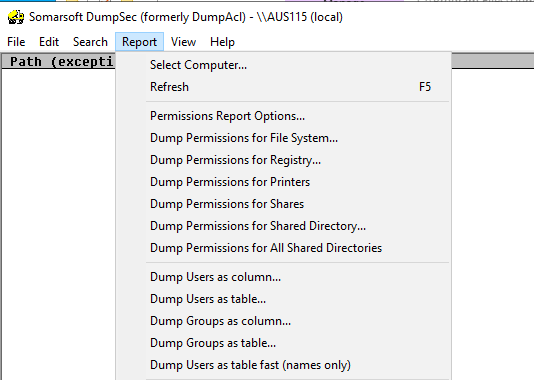 Somarsoft DumpSec (formerly DumpAcl) - \\AUS115 (local)
File Edit Search Report View Help
Path (excepti
Select Computer...
Refresh F5
Permissions Report Options...
Dump Permissions for File System...
Dump Permissions for Registry...
Dump Permissions for Printers
Dump Permissions for Shares
Dump Permissions for Shared Directory...
Dump Permissions for All Shared Directories
Dump Users as column...
Dump Users as table...
Dump Groups as column...
Dump Groups as table...
Dump Users as table fast (names only)